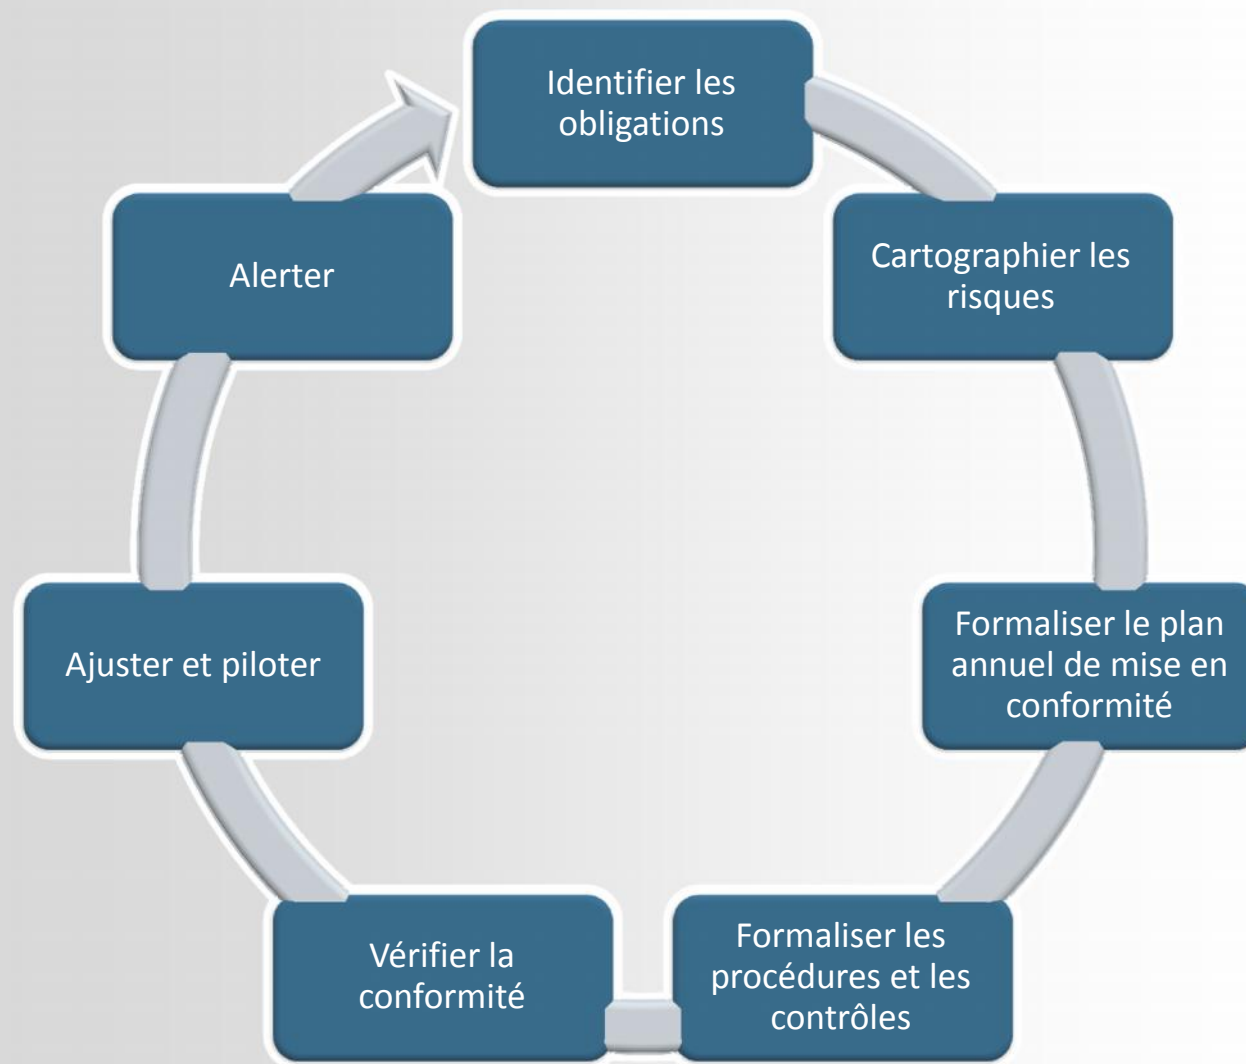 Identifier les
obligations
Cartographier les
risques
Formaliser le plan
annuel de mise en
conformité
Formaliser les
procédures et les
contrôles
Vérifier la
conformité
Ajuster et piloter
Alerter